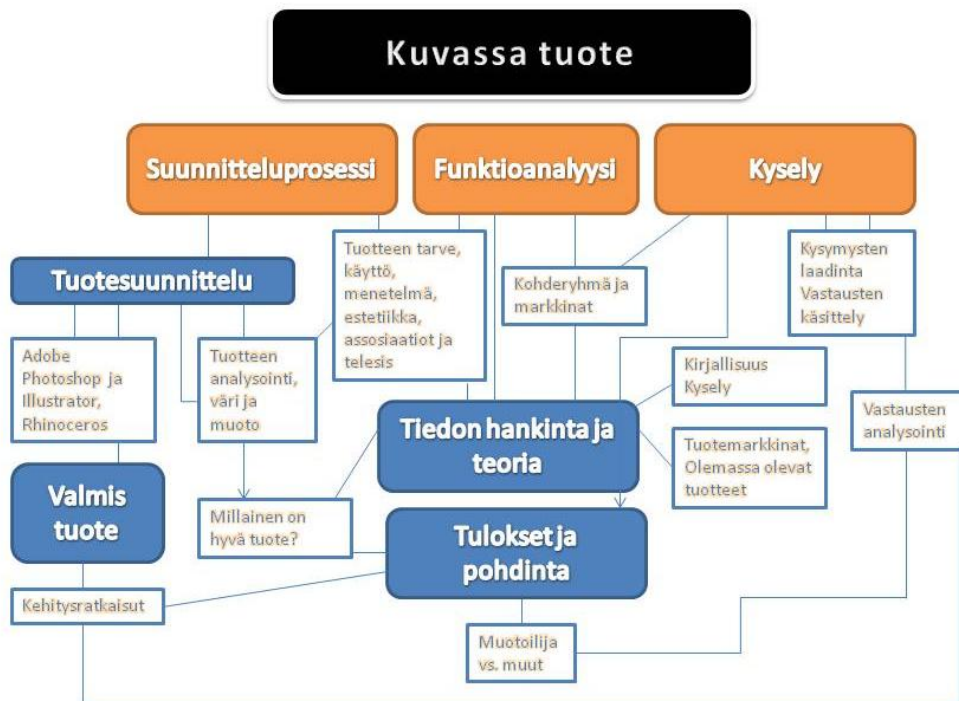 Kuvassa tuote
Suunnitteluprosessi
Funktioanalyysi
Kysely
Tuotesuunnittelu
Tuotteen tarve,
käyttö,
menetelmä,
estetiikka,
assosiaatiot ja
telesis
Kohderyhmä ja
markkinat
Kysymysten
laadinta
Vastausten
käsittely
Adobe
Photoshop ja
Illustrator,
Rhinoceros
Tuotteen
analysointi,
väri ja
muoto
Kirjallisuus
Kysely
Vastausten
analysointi
Tiedon hankinta ja
teoria
Tuotemarkkinat,
Olemassa olevat
tuotteet
Valmis
tuote
Millainen on
hyvä tuote?
Tulokset ja
pohdinta
Kehitysratkaisut
Muotoilija
vs. muut